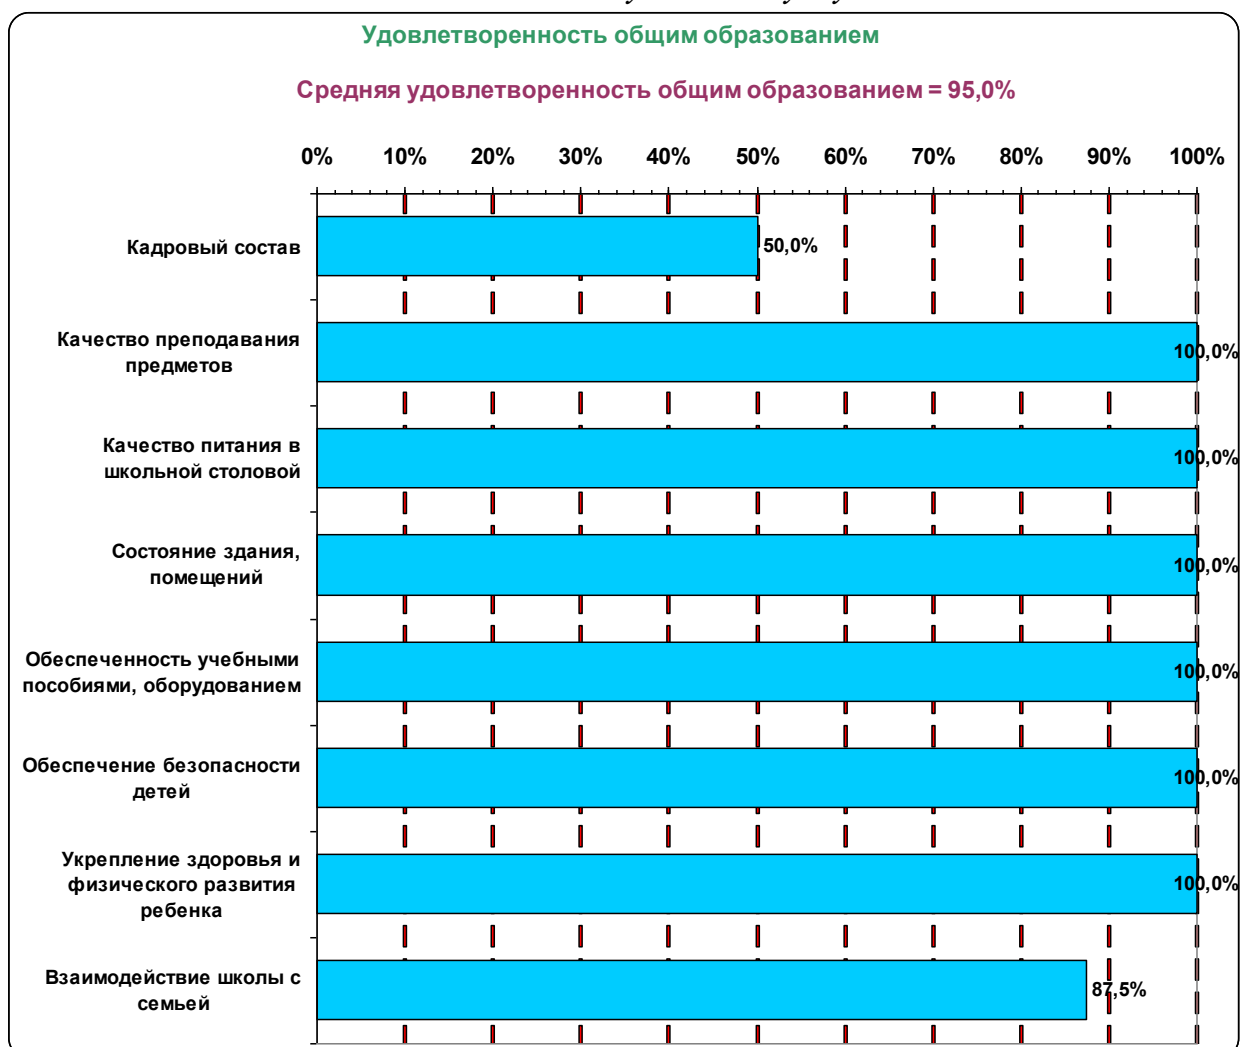 Удовлетворенность общим образованием
Средняя удовлетворенность общим образованием = 95,0%
0% 10% 20% 30% 40% 50% 60% 70% 80% 90% 100%
Кадровый состав
50,0%
Качество преподавания
предметов
100,0%
Качество питания в
школьной столовой
100,0%
Состояние здания,
помещений
100,0%
Обеспеченность учебными
пособиями, оборудованием
100,0%
Обеспечение безопасности
детей
100,0%
Укрепление здоровья и
физического развития
ребенка
100,0%
Взаимодействие школы с
семьей
87,5%